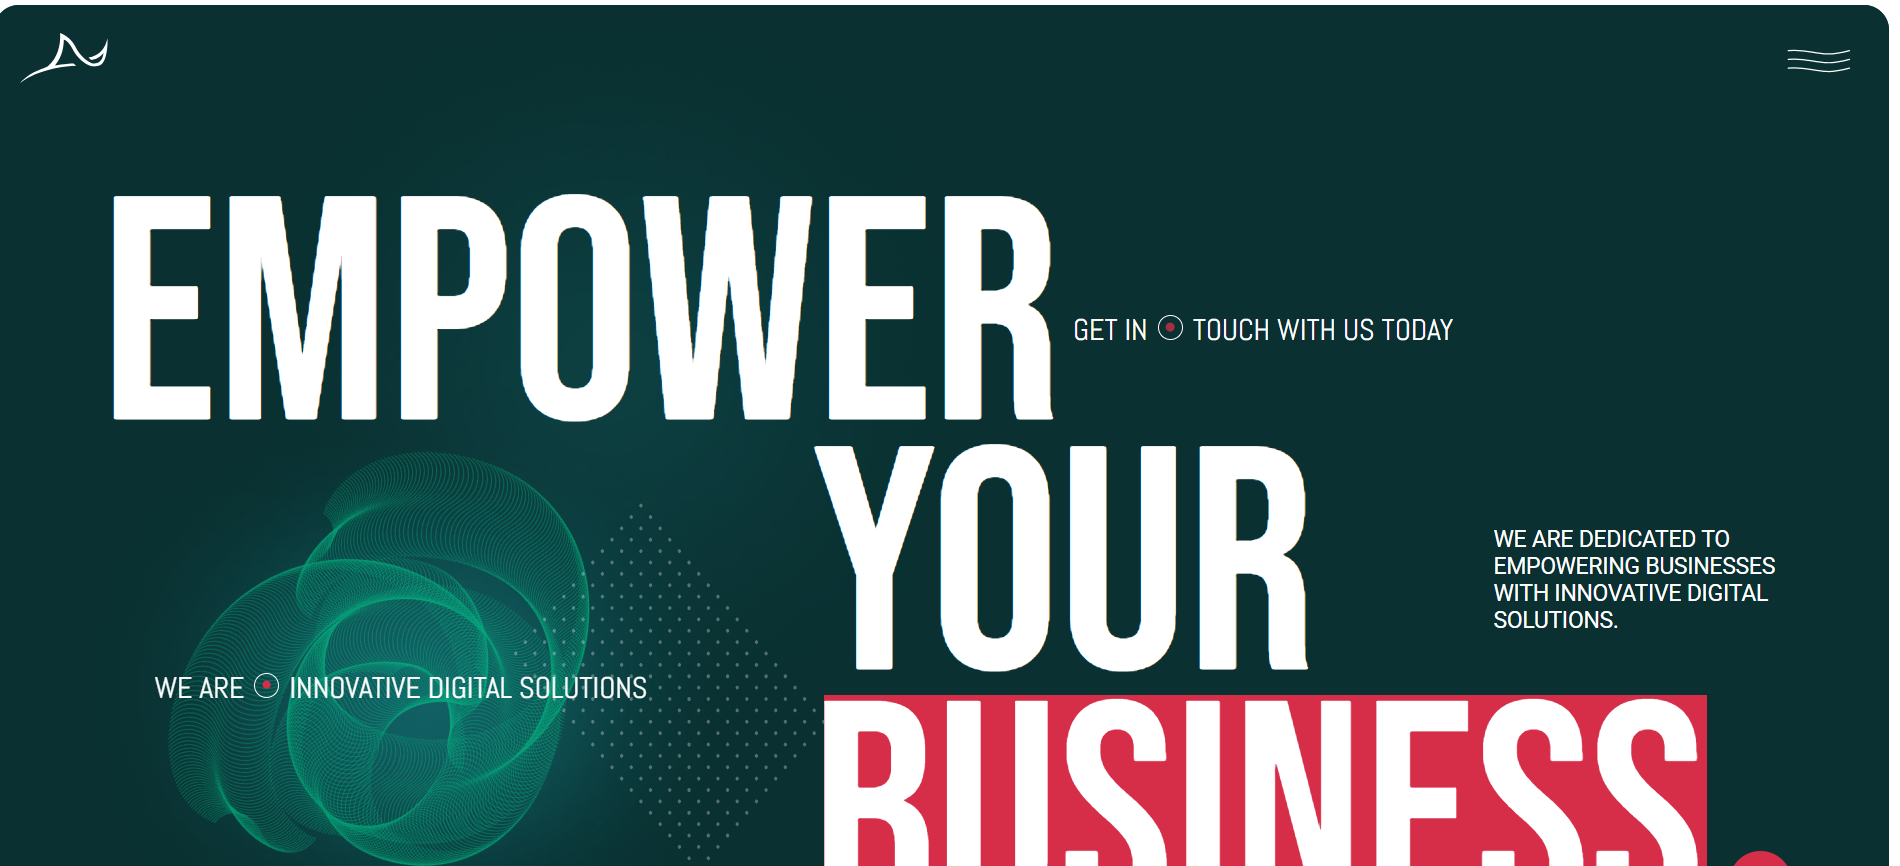 EMPOWER
GET IN TOUCH WITH US TODAY
YOUR
WE ARE DEDICATED TO
EMPOWERING BUSINESSES
WITH INNOVATIVE DIGITAL
SOLUTIONS.
WE ARE INNOVATIVE DIGITAL SOLUTIONS
BUSINESS